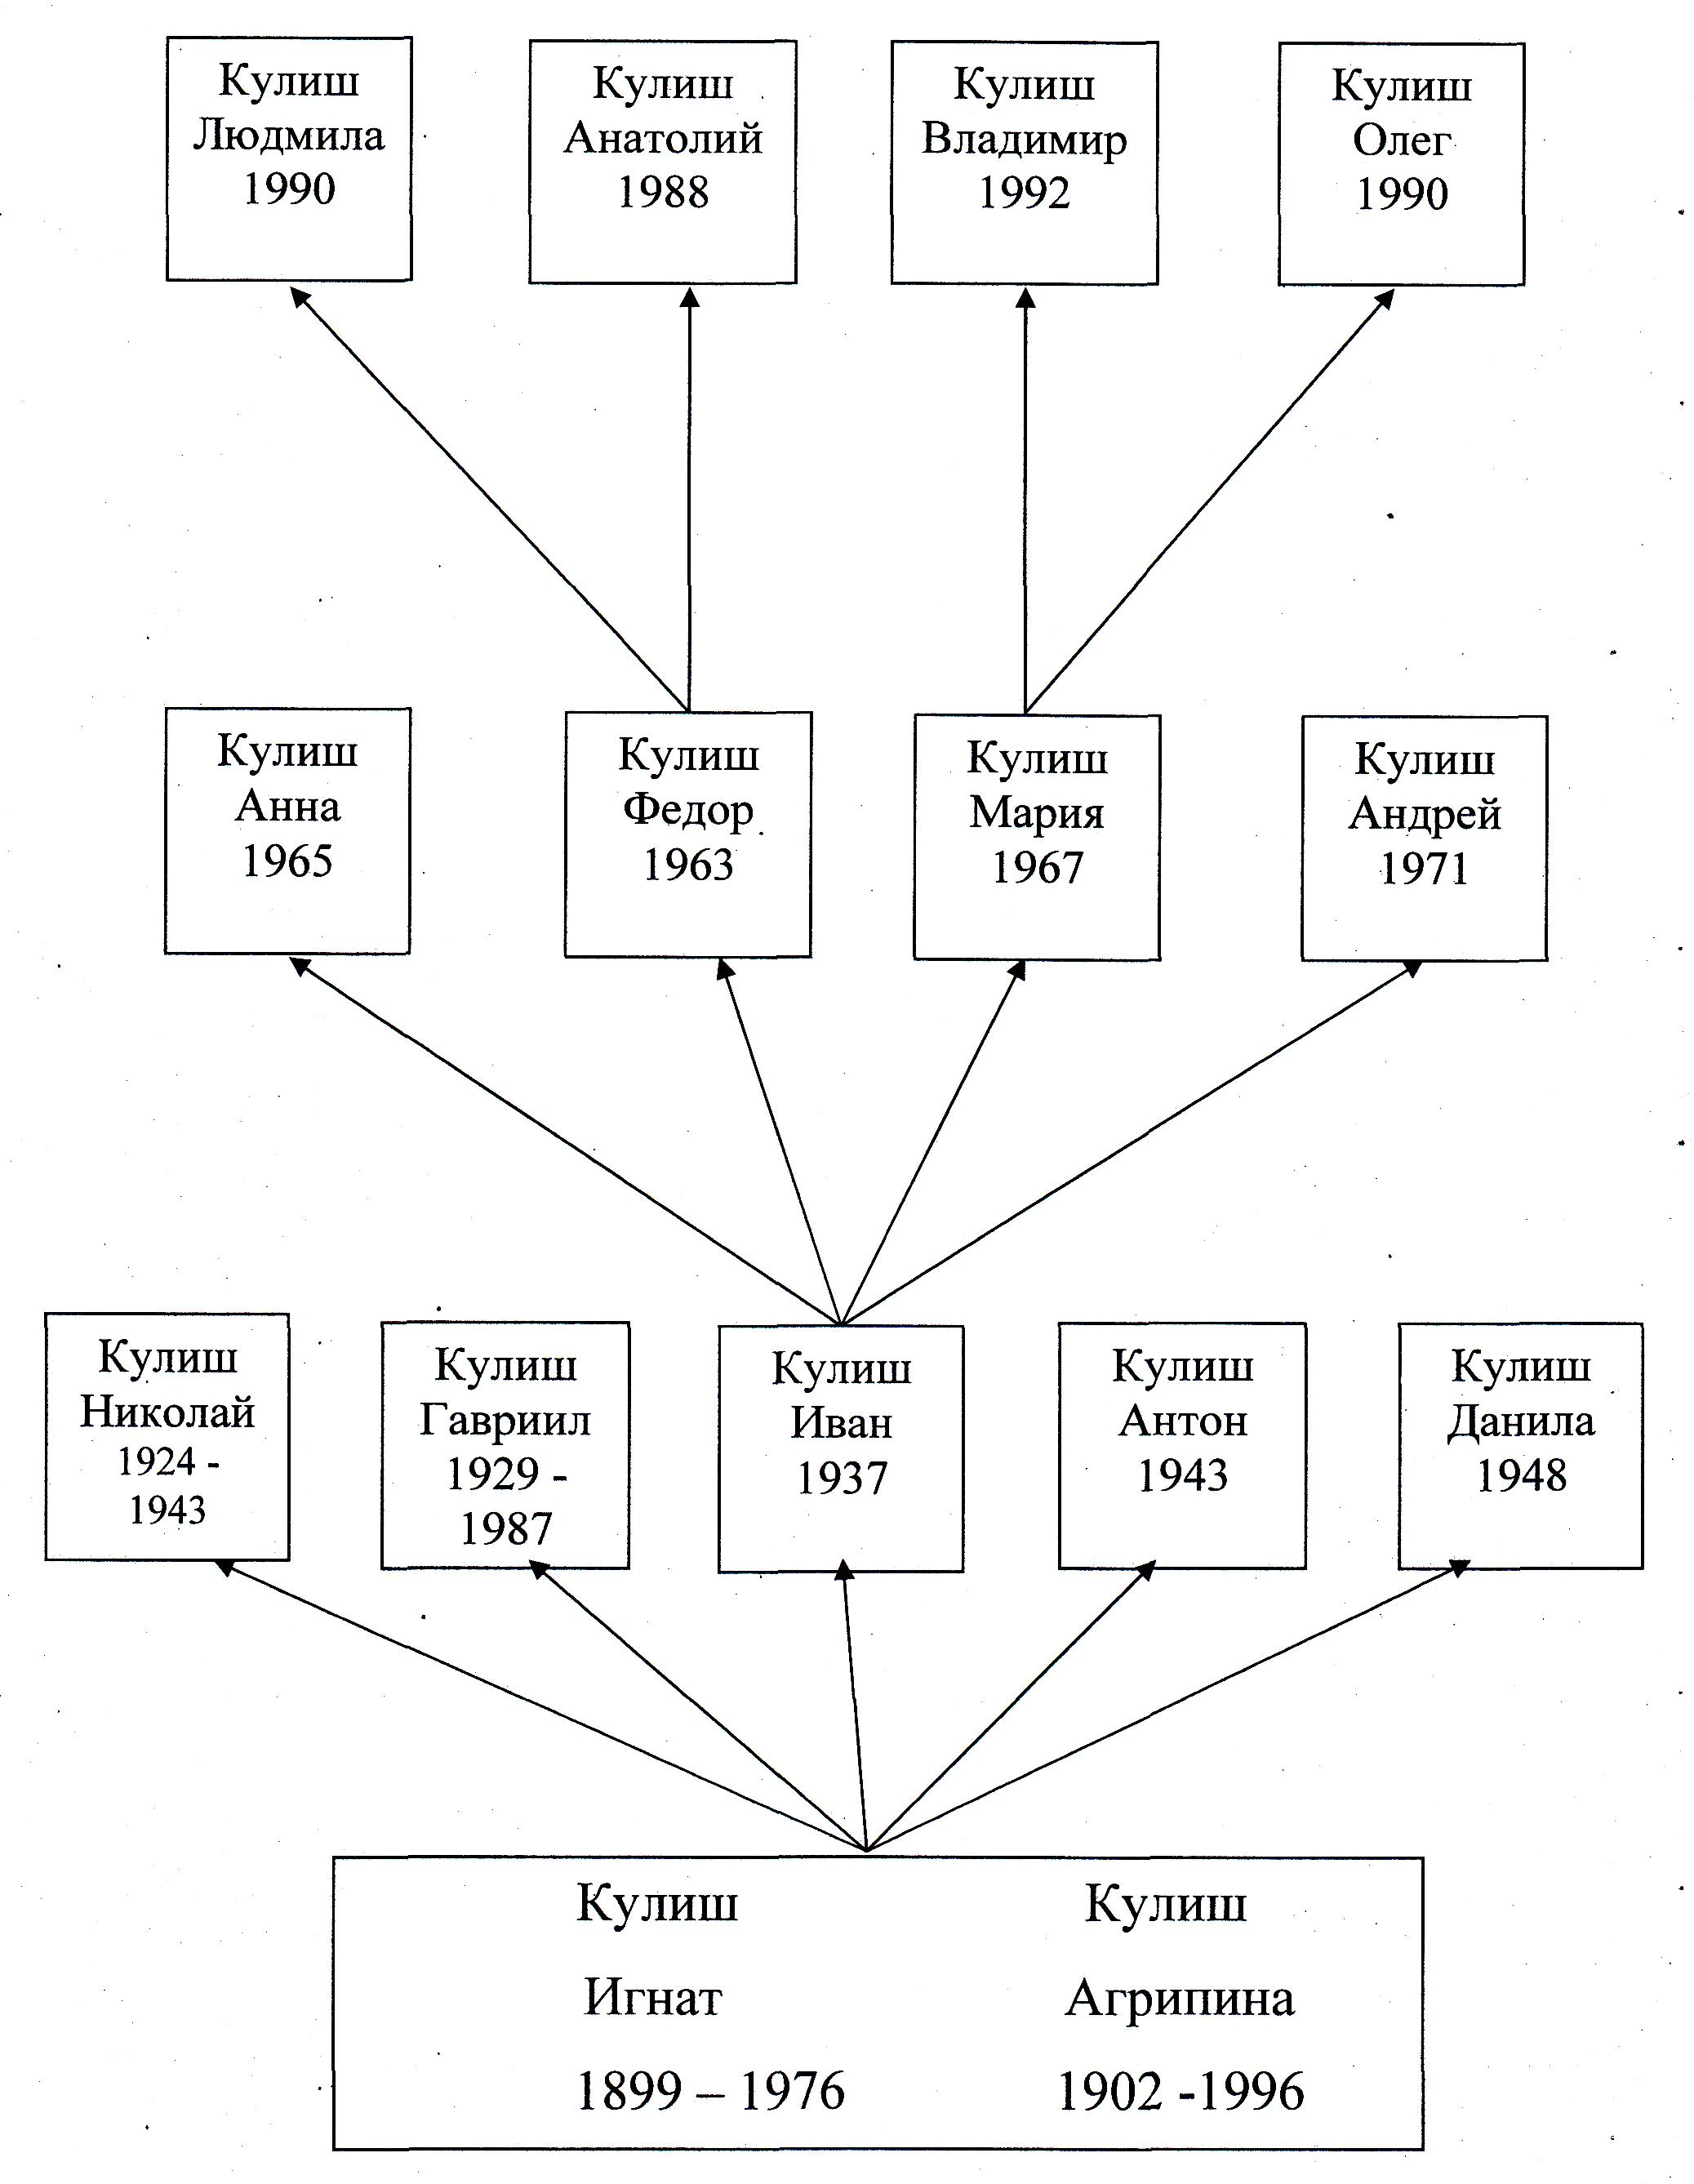 Кулиш
Людмила
1990
Кулиш
Анатолий
1988
Кулиш
Владимир
1992
Кулиш
Олег
1990
Кулиш
Анна
1965
Кулиш
Федор
1963
Кулиш
Мария
1967
Кулиш
Андрей
1971
Кулиш
Николай
1924 -
1943
Кулиш
Гавриил
1929 -
1987
Кулиш
Иван
1937
Кулиш
Антон
1943
Кулиш
Данила
1948
Кулиш
Игнат
1899 – 1976
Кулиш
Агрипина
1902 -1996